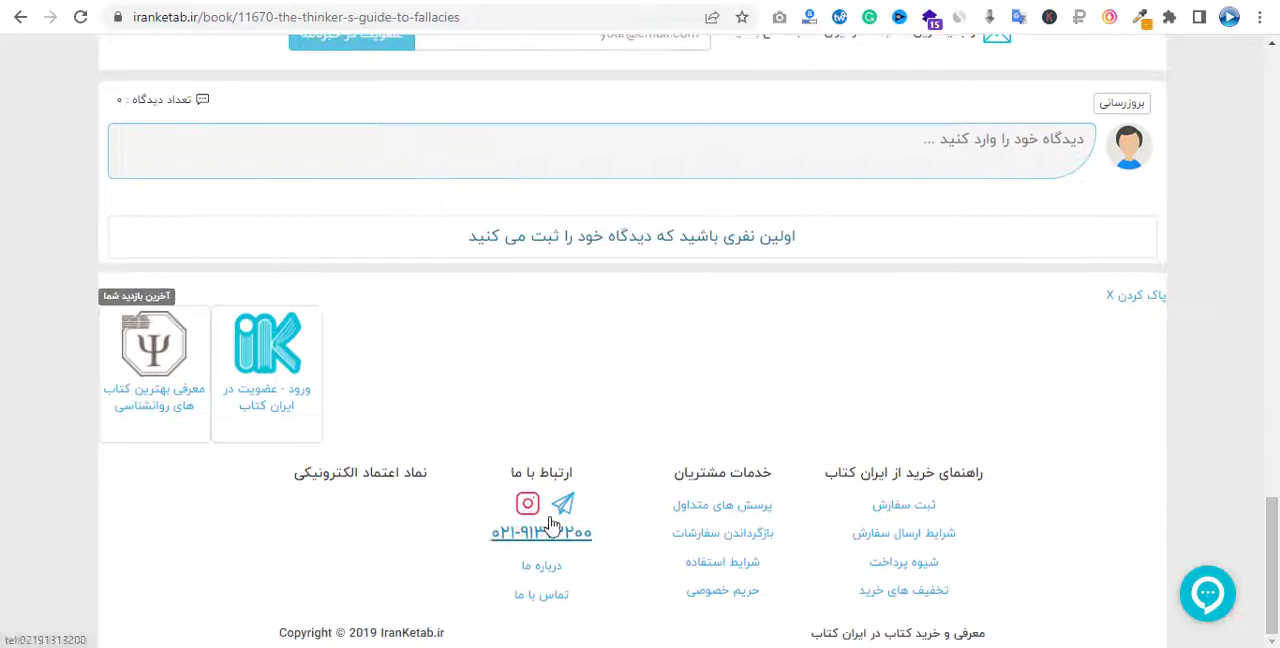 iranketab.ir/book/11670-the-thinker-s-guide-to-fallacies
15
your@email.com
تعداد دیدگاه : ۰
بروزرسانی
دیدگاه خود را وارد کنید ...
اولین نفری باشید که دیدگاه خود را ثبت می کنید
آخرین بازدید شما
پاک کردن X
معرفی بهترین کتاب
های روانشناسی
ورود - عضویت در
ایران کتاب
راهنمای خرید از ایران کتاب
ثبت سفارش
شرایط ارسال سفارش
شیوه پرداخت
تخفیف های خرید
خدمات مشتریان
پرسش های متداول
بازگرداندن سفارشات
شرایط استفاده
حریم خصوصی
ارتباط با ما
درباره ما
تماس با ما
نماد اعتماد الکترونیکی
معرفی و خرید کتاب در ایران کتاب
Copyright © 2019 IranKetab.ir
tel:02191313200